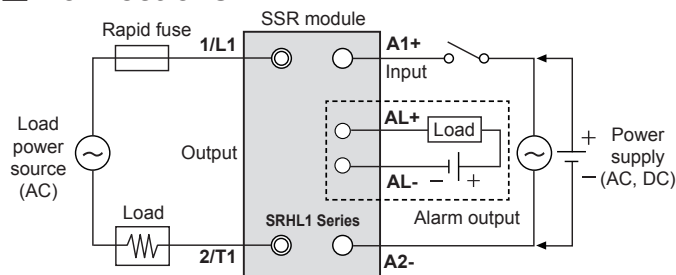 SSR module
Rapid fuse
1/L1
A1+
Input
AL+
Load
Load
power
source
(AC)
Output
+
Power
supply
(AC, DC)
−
AL-
− +
Load
SRHL1 Series
Alarm output
2/T1
A2-